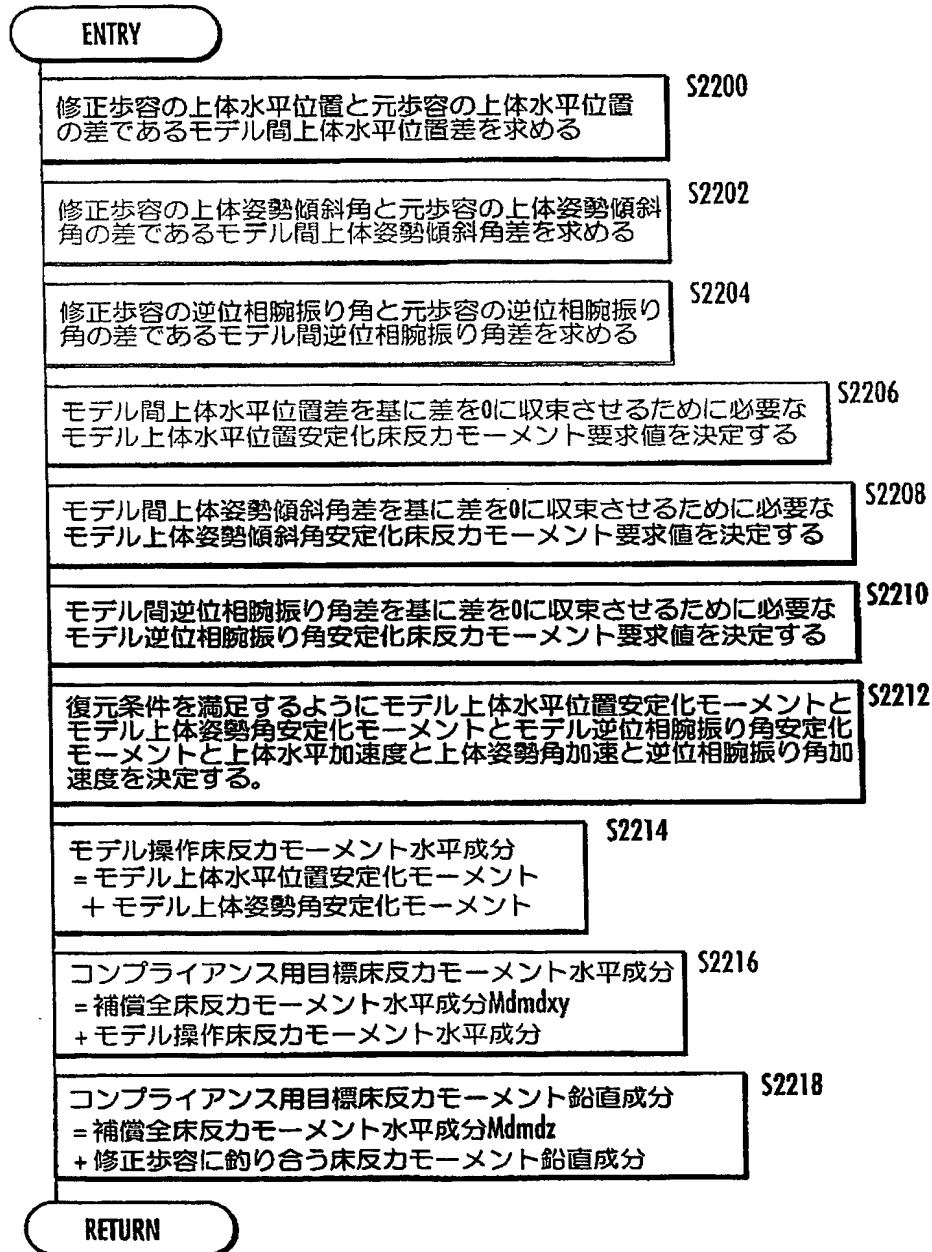 ENTRY
S2200
修正歩容の上体水平位置と元歩容の上体水平位置
の差であるモデル間上体水平位置差を求める
S2202
修正歩容の上体姿勢傾斜角と元歩容の上体姿勢傾斜
角の差であるモデル間上体姿勢傾斜角差を求める
S2204
修正歩容の逆位相腕振り角と元歩容の逆位相腕振り
角の差であるモデル間逆位相腕振り角差を求める
S2206
モデル間上体水平位置差を基に差を0に収束させるために必要な
モデル上体水平位置安定化床反力モーメント要求値を決定する
S2208
モデル間上体姿勢傾斜角差を基に差を0に収束させるために必要な
モデル上体姿勢傾斜角安定化床反力モーメント要求値を決定する
S2210
モデル間逆位相腕振り角差を基に差を0に収束させるために必要な
モデル逆位相腕振り角安定化床反力モーメント要求値を決定する
S2212
復元条件を満足するようにモデル上体水平位置安定化モーメントと
モデル上体姿勢角安定化モーメントとモデル逆位相腕振り角安定化
モーメントと上体水平加速度と上体姿勢角加速と逆位相腕振り角加
速度を決定する。
S2214
モデル操作床反力モーメント水平成分
=モデル上体水平位置安定化モーメント
+ モデル上体姿勢角安定化モーメント
S2216
コンプライアンス用目標床反力モーメント水平成分
=補償全床反力モーメント水平成分Mdmdxy
+モデル操作床反力モーメント水平成分
S2218
コンプライアンス用目標床反力モーメント鉛直成分
=補償全床反力モーメント水平成分Mdmdz
+修正歩容に釣り合う床反力モーメント鉛直成分
RETURN